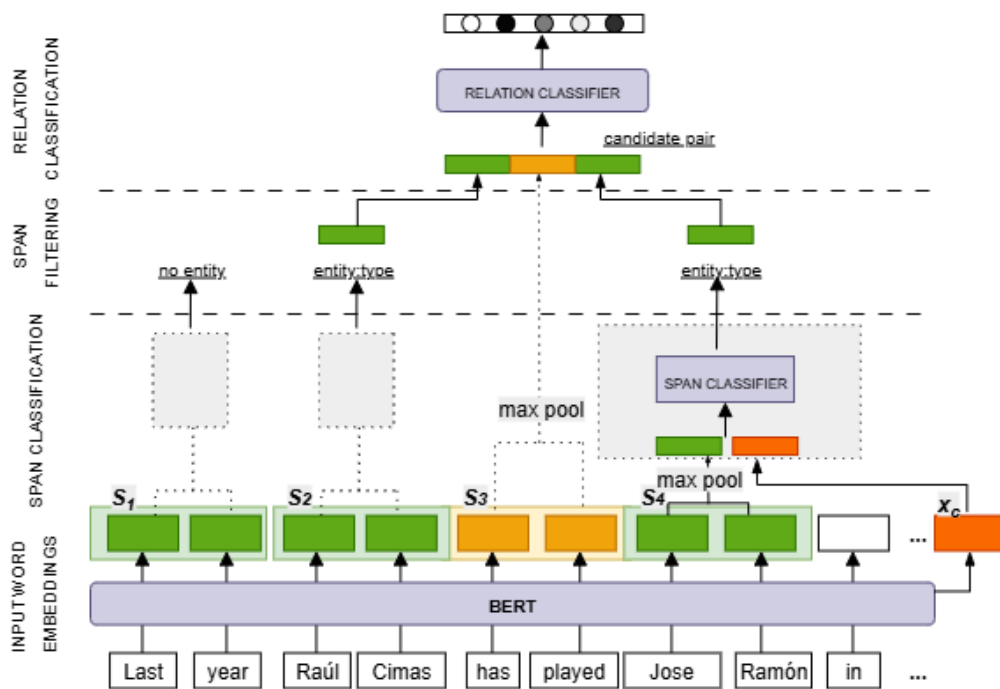 RELATION CLASSIFICATION
RELATION CLASSIFIER
candidate pair
SPAN FILTERING
no entity
entity:type
entity:type
SPAN CLASSIFICATION
SPAN CLASSIFIER
max pool
max pool
S1
S2
S3
S4
xc
...
INPUTWORD EMBEDDINGS
BERT
Last
year
Raúl
Cimas
has
played
Jose
Ramón
in
...